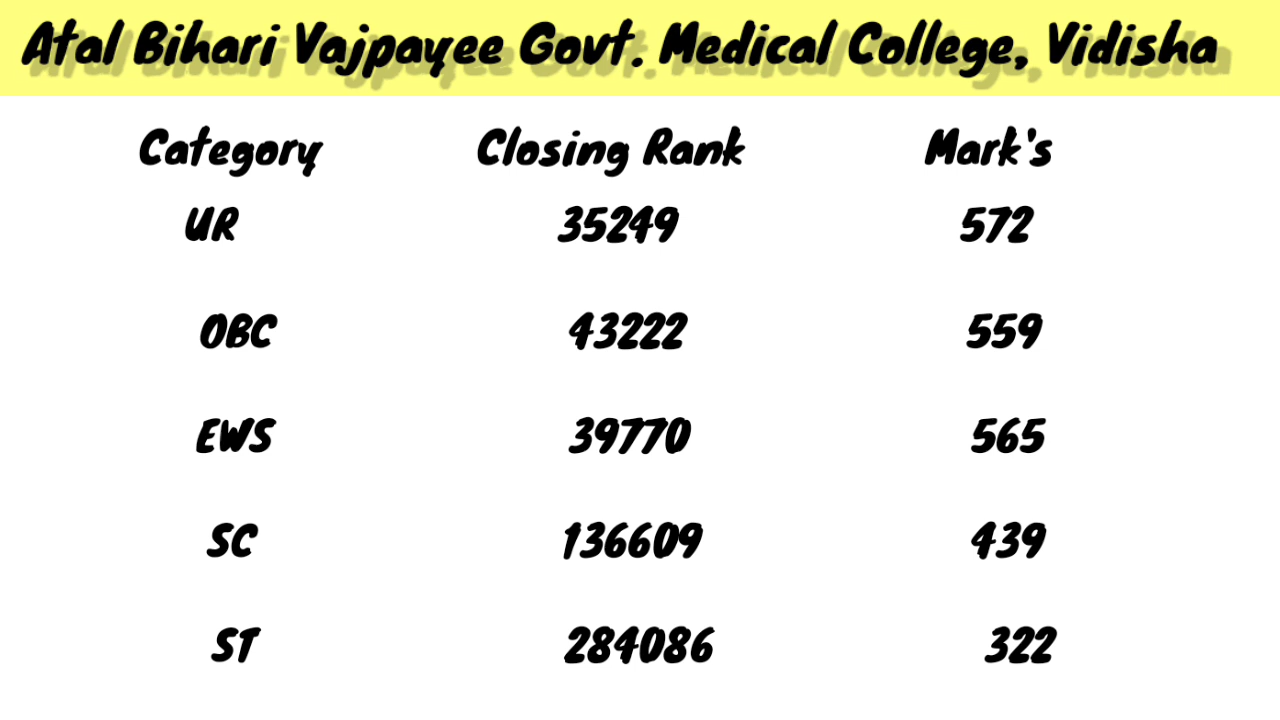 Atal Bihari Vajpayee Govt. Medical College, Vidisha
Category Closing Rank Mark's
UR 35249 572
OBC 43222 559
EWS 39770 565
SC 136609 439
ST 284086 322